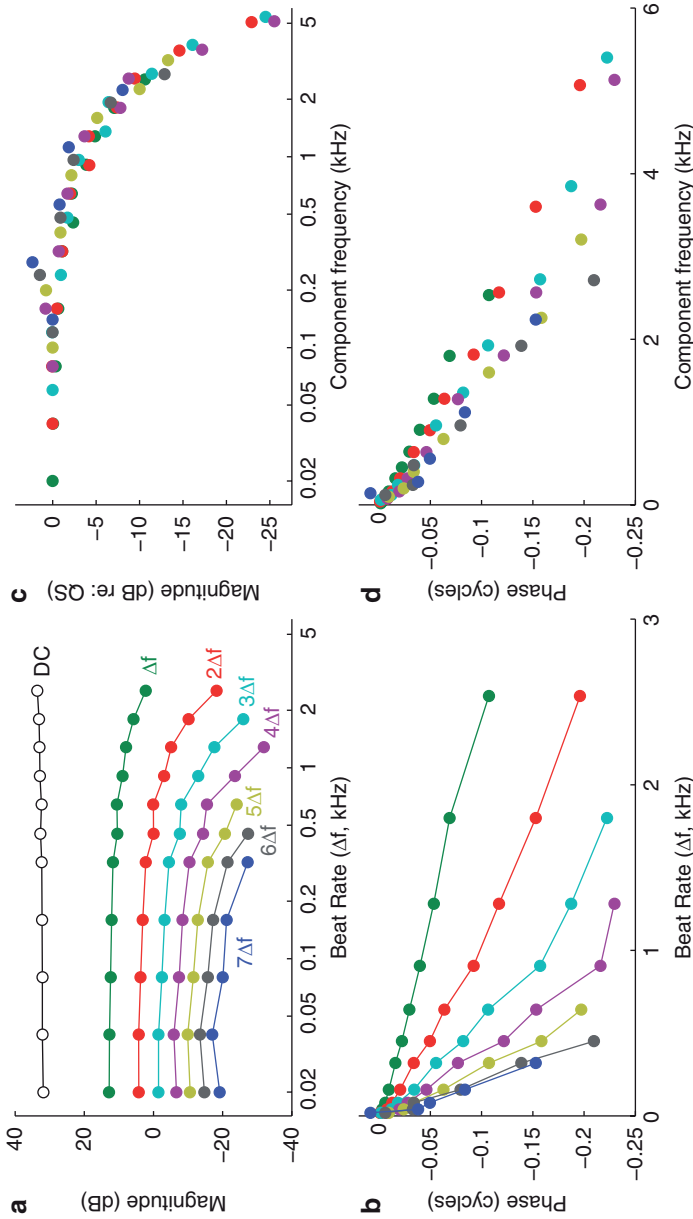 a
40
20
0
−20
−40
Magnitude (dB)
0.02
0.05
0.1
0.2
0.5
1
2
5
Beat Rate (Δf, kHz)
DC
Δf
2Δf
3Δf
4Δf
5Δf
6Δf
7Δf
b
0
−0.05
−0.1
−0.15
−0.2
−0.25
Phase (cycles)
0
1
2
3
Beat Rate (Δf, kHz)
c
0
−5
−10
−15
−20
−25
Magnitude (dB re: QS)
0.02
0.05
0.1
0.2
0.5
1
2
5
Component frequency (kHz)
d
0
−0.05
−0.1
−0.15
−0.2
−0.25
Phase (cycles)
0
2
4
6
Component frequency (kHz)